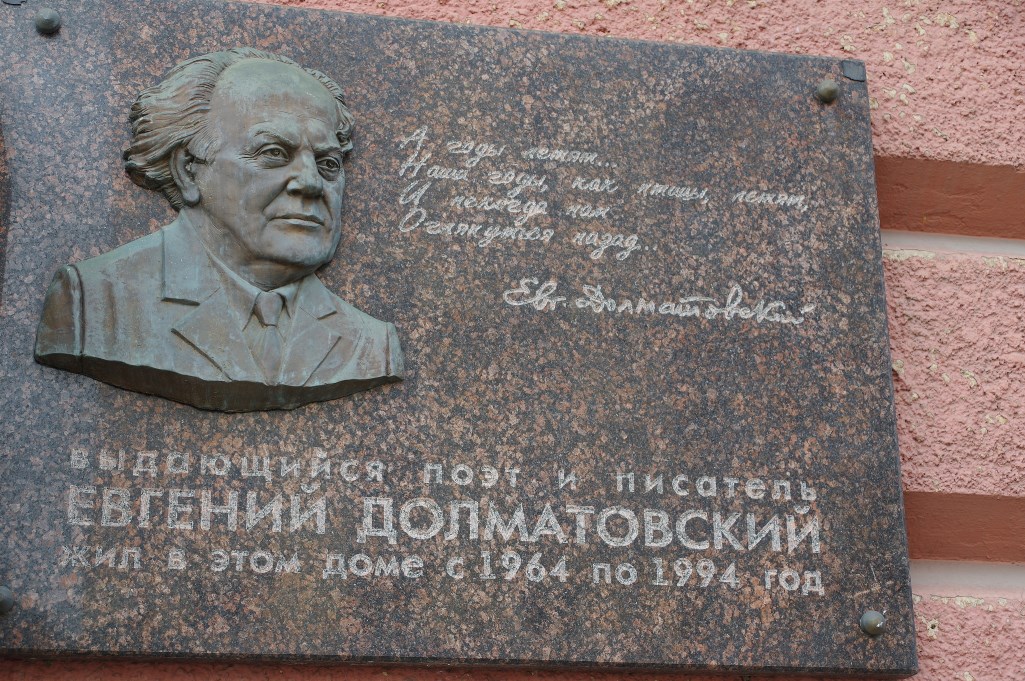 А годы летят...
Наши годы, как птицы, летят,
И некогда нам
Оглянуться назад...
Евг. Долматовский
выдающийся поэт и писатель
ЕВГЕНИЙ ДОЛМАТОВСКИЙ
жил в этом доме с 1964 по 1994 год